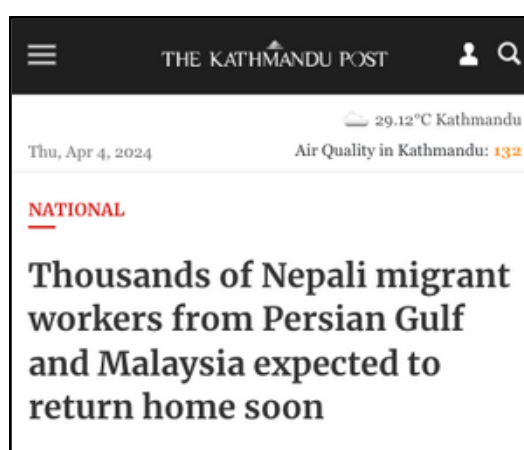 THE KATHMANDU POST
29.12°C Kathmandu
Thu, Apr 4, 2024
Air Quality in Kathmandu: 132
NATIONAL
Thousands of Nepali migrant
workers from Persian Gulf
and Malaysia expected to
return home soon